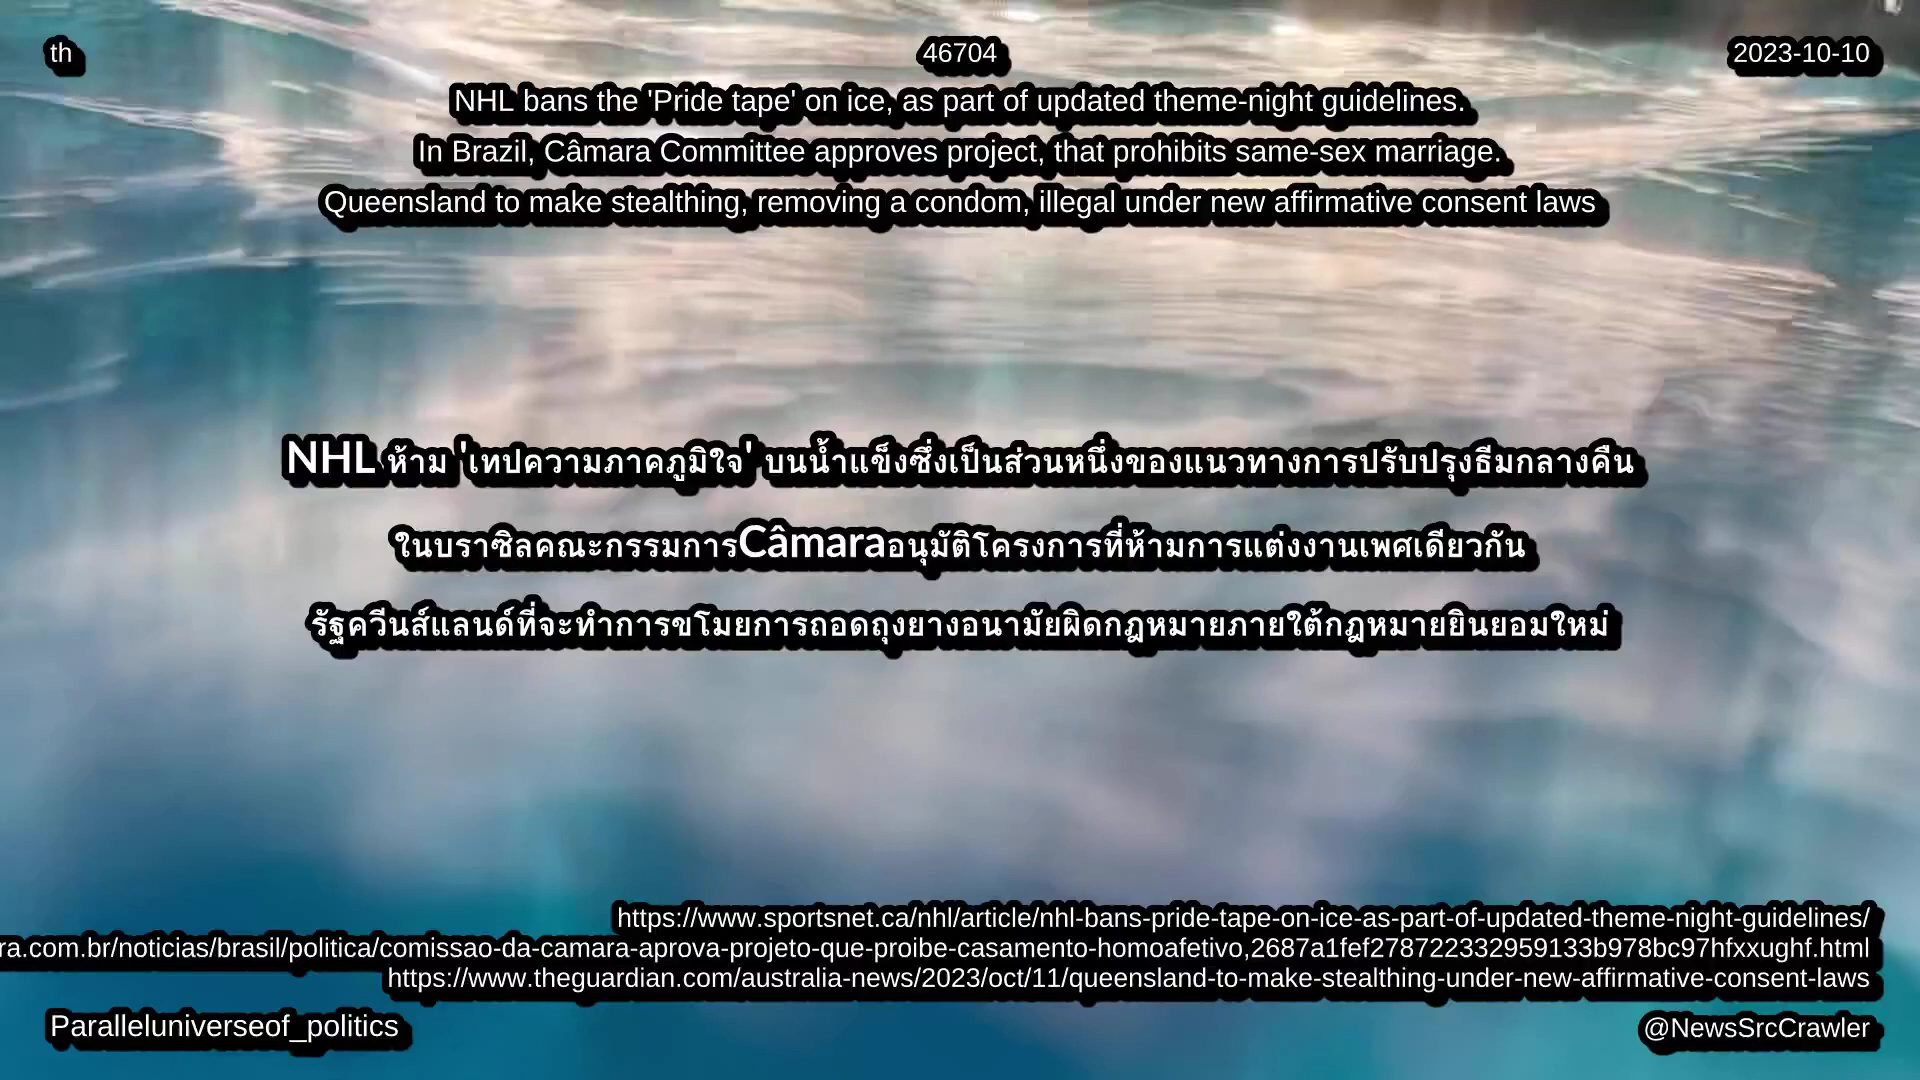 th
46704
2023-10-10
NHL bans the 'Pride tape' on ice, as part of updated theme-night guidelines.
In Brazil, Câmara Committee approves project, that prohibits same-sex marriage.
Queensland to make stealthing, removing a condom, illegal under new affirmative consent laws
NHL ห้าม 'เทปความภาคภูมิใจ' บนน้ำแข็งซึ่งเป็นส่วนหนึ่งของแนวทางการปรับปรุงธีมกลางคืน
ในบราซิลคณะกรรมการCâmaraอนุมัติโครงการที่ห้ามการแต่งงานเพศเดียวกัน
รัฐควีนส์แลนด์ที่จะทำการขโมยการถอดถุงยางอนามัยผิดกฎหมายภายใต้กฎหมายยินยอมใหม่
https://www.sportsnet.ca/nhl/article/nhl-bans-pride-tape-on-ice-as-part-of-updated-theme-night-guidelines/
ra.com.br/noticias/brasil/politica/comissao-da-camara-aprova-projeto-que-proibe-casamento-homoafetivo,2687a1fef278722332959133b978bc97hfxxughf.html
https://www.theguardian.com/australia-news/2023/oct/11/queensland-to-make-stealthing-under-new-affirmative-consent-laws
Paralleluniverseof_politics
@NewsSrcCrawler